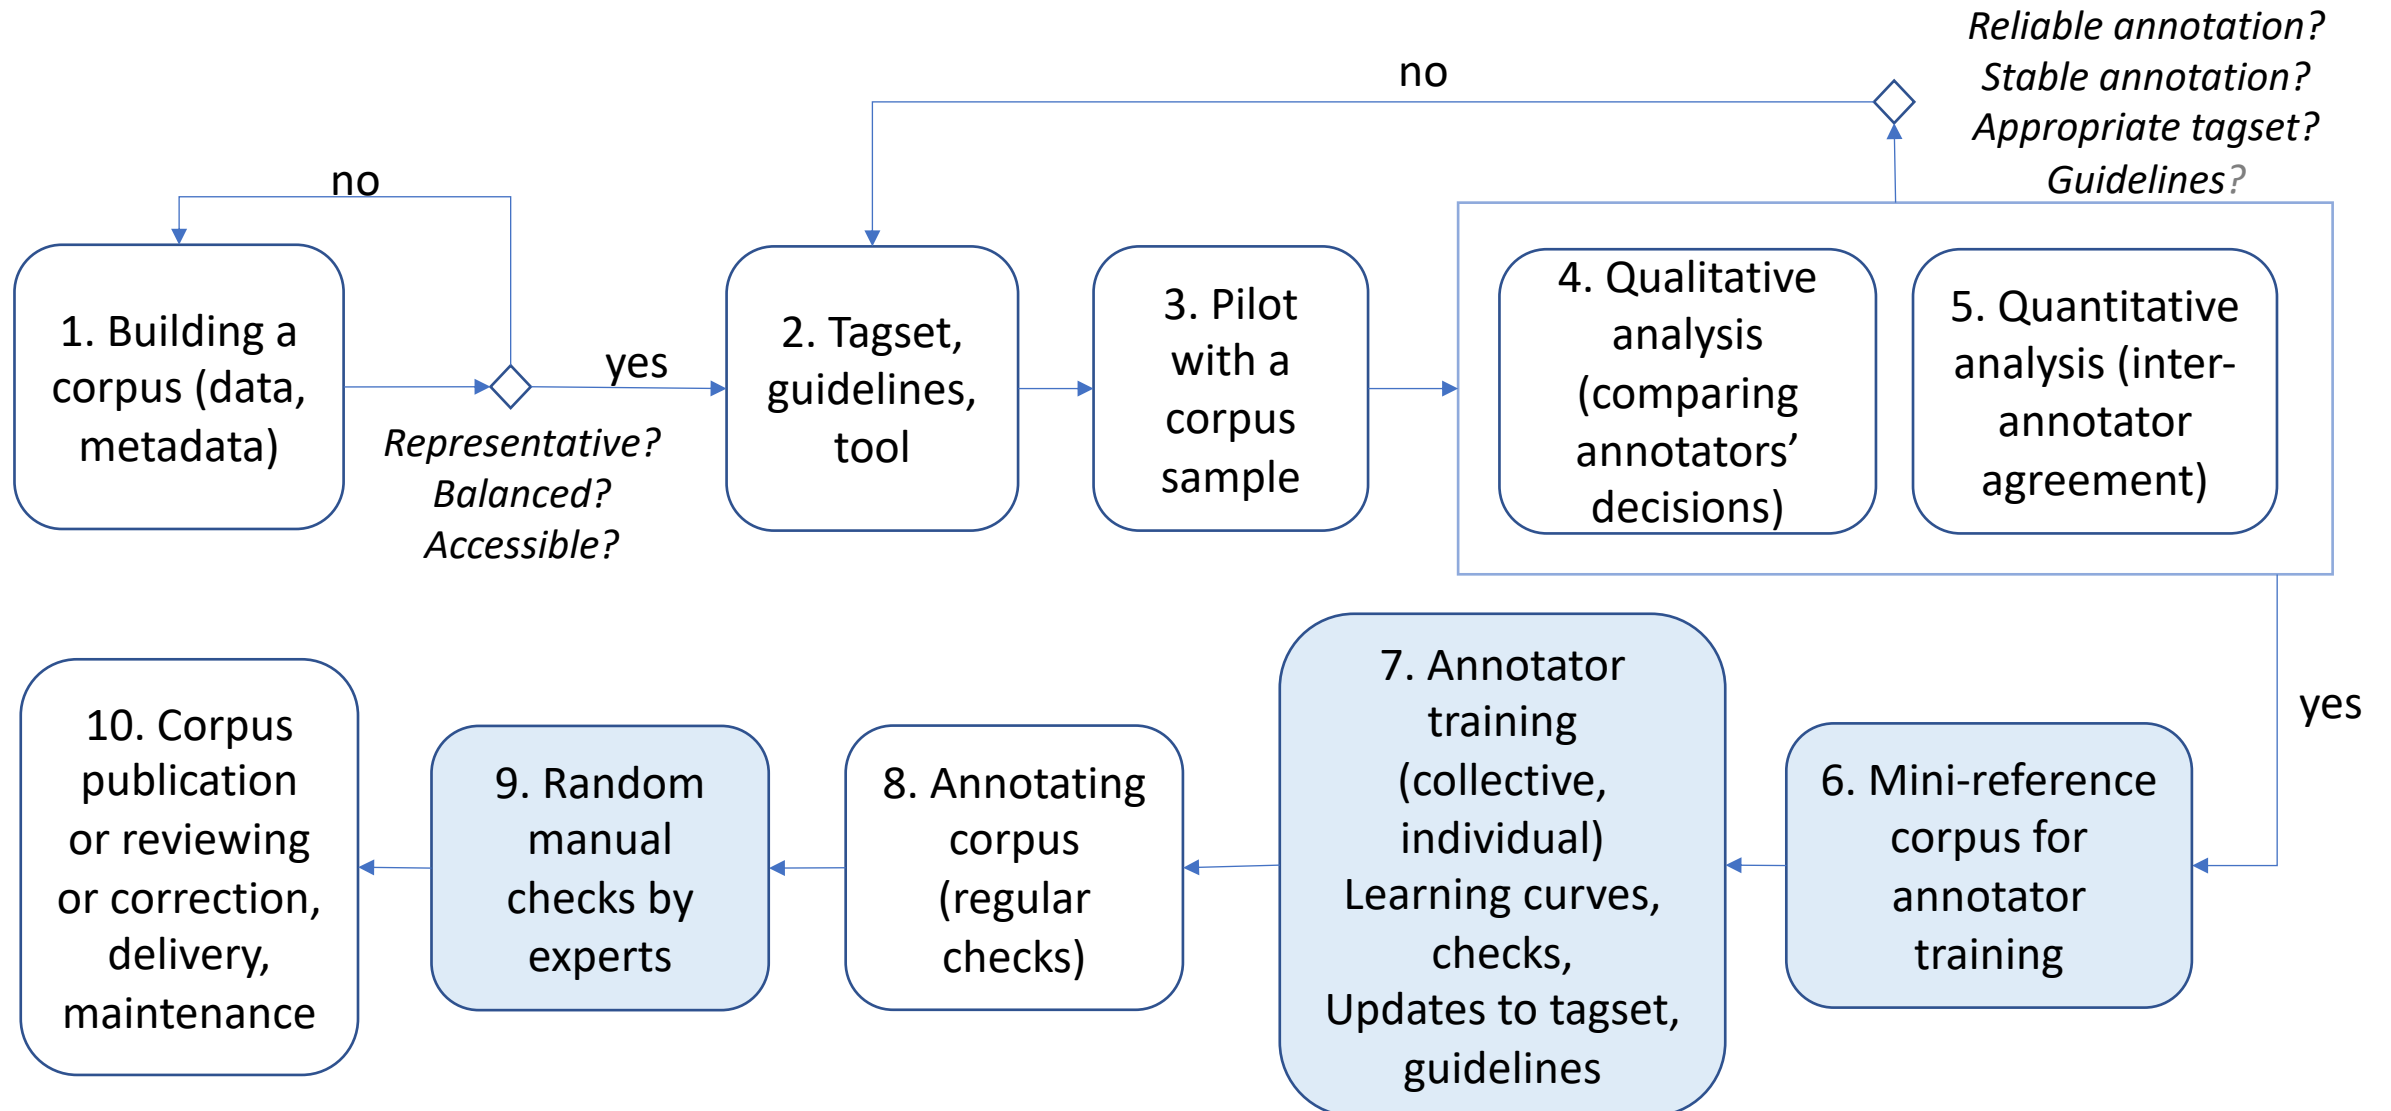 Reliable annotation?
Stable annotation?
Appropriate tagset?
Guidelines?
no
no
1. Building a
corpus (data,
metadata)
yes
Representative?
Balanced?
Accessible?
2. Tagset,
guidelines,
tool
3. Pilot
with a
corpus
sample
4. Qualitative
analysis
(comparing
annotators’
decisions)
5. Quantitative
analysis (inter-
annotator
agreement)
yes
6. Mini-reference
corpus for
annotator
training
7. Annotator
training
(collective,
individual)
Learning curves,
checks,
Updates to tagset,
guidelines
8. Annotating
corpus
(regular
checks)
9. Random
manual
checks by
experts
10. Corpus
publication
or reviewing
or correction,
delivery,
maintenance